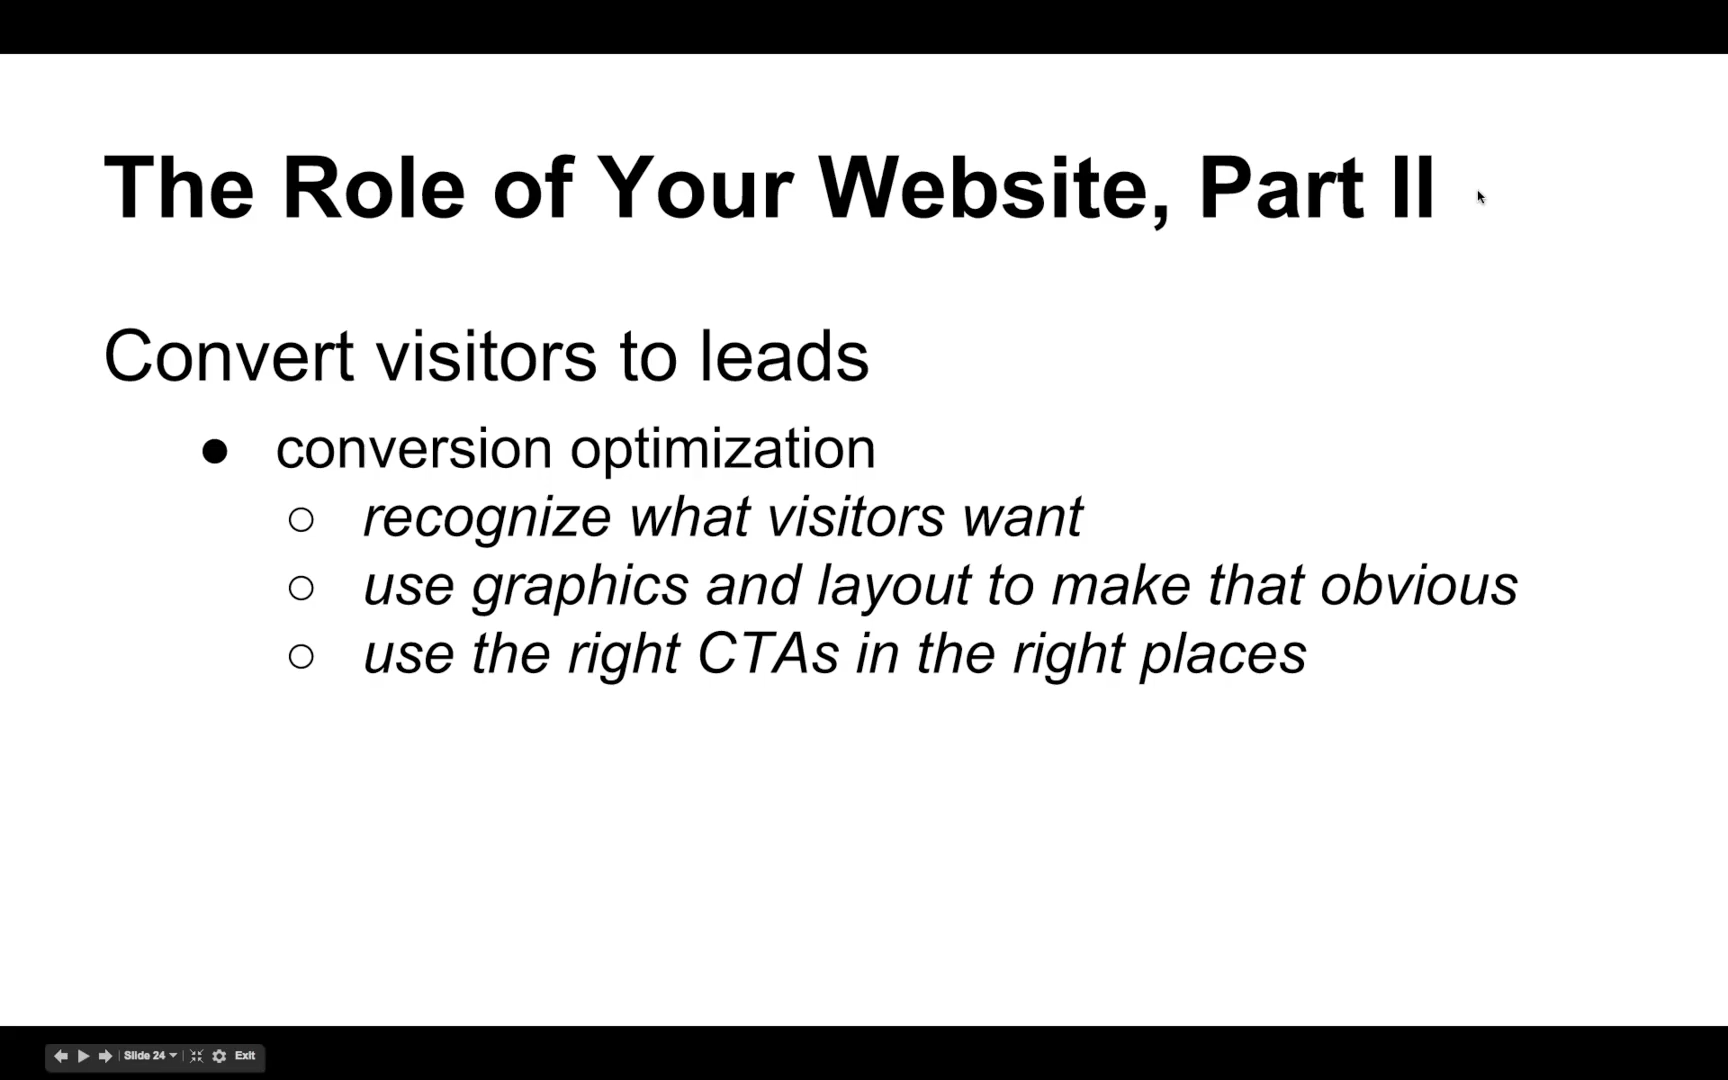 The Role of Your Website, Part II
Convert visitors to leads
● conversion optimization
○ recognize what visitors want
○ use graphics and layout to make that obvious
○ use the right CTAs in the right places
Slide 24
Exit